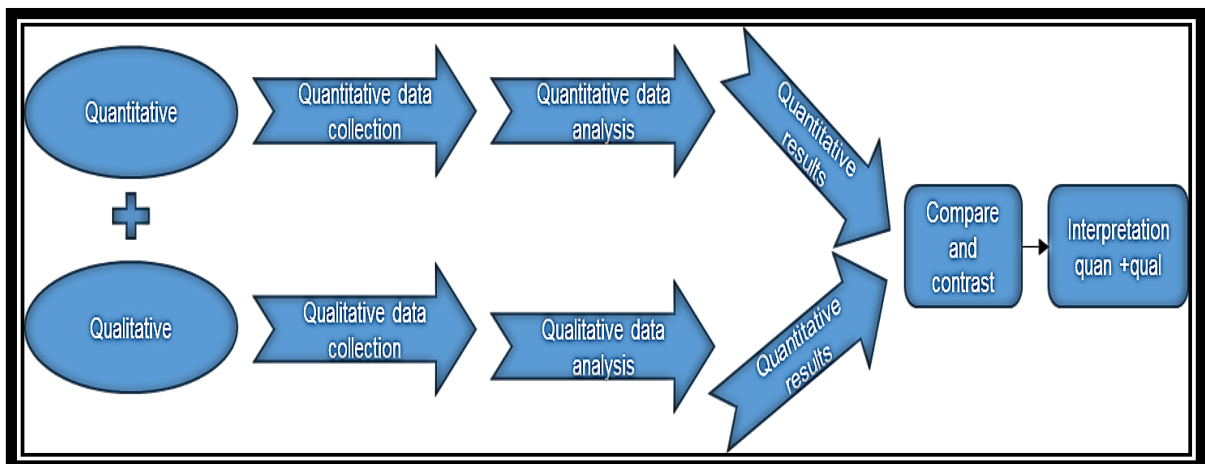 Quantitative
Quantitative data
collection
Quantitative data
analysis
Quantitative
results
Qualitative
Qualitative data
collection
Qualitative data
analysis
Quantitative
results
Compare
and
contrast
Interpretation
quan +qual